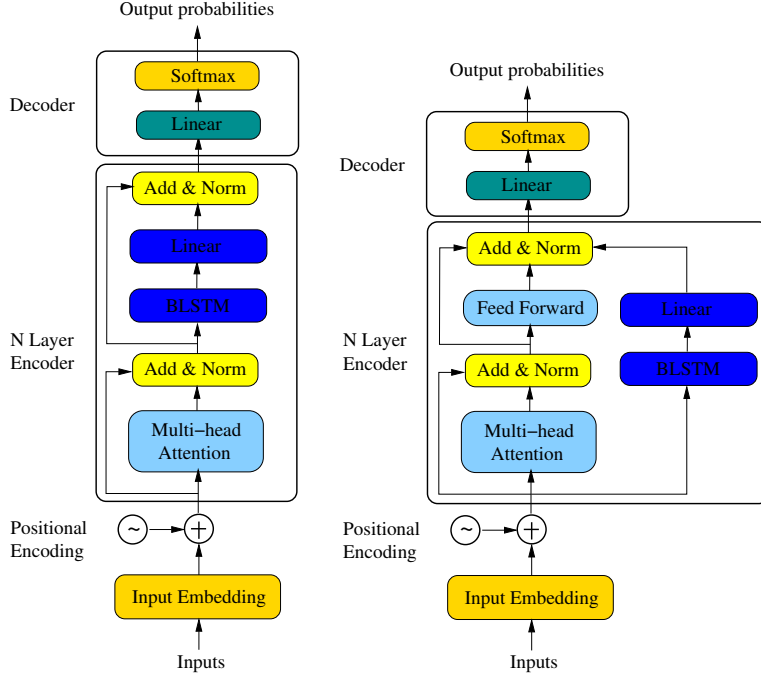 Output probabilities
Softmax
Decoder
Linear
Add & Norm
Linear
BLSTM
N Layer
Encoder
Add & Norm
Multi−head
Attention
Positional
Encoding
~
+
Input Embedding
Inputs
Output probabilities
Softmax
Decoder
Linear
Add & Norm
Feed Forward
Linear
N Layer
Encoder
Add & Norm
BLSTM
Multi−head
Attention
Positional
Encoding
~
+
Input Embedding
Inputs